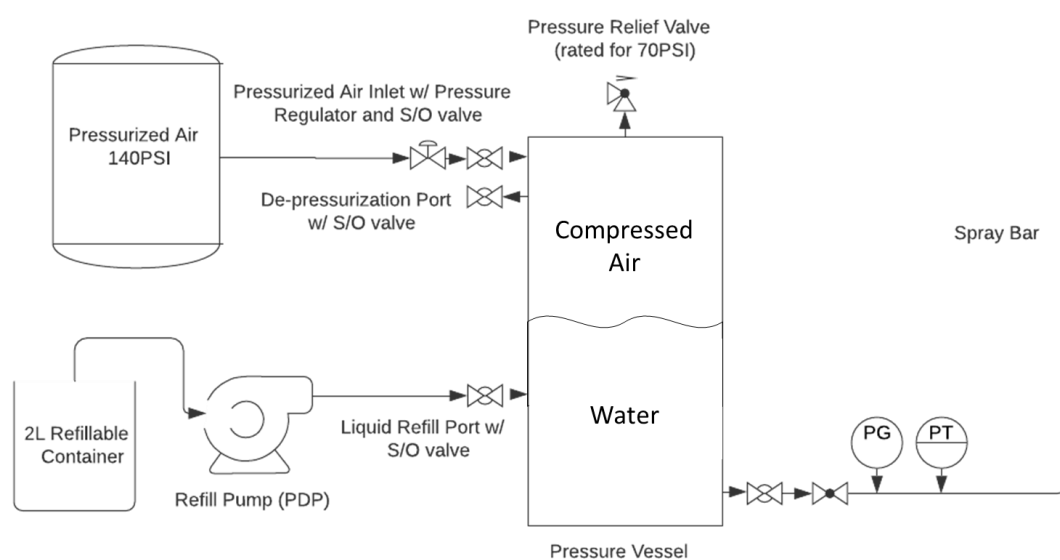 Pressure Relief Valve
(rated for 70PSI)
Pressurized Air Inlet w/ Pressure
Regulator and S/O valve
Pressurized Air
140PSI
De-pressurization Port
w/ S/O valve
Compressed
Air
Spray Bar
2L Refillable
Container
Liquid Refill Port w/
S/O valve
Water
PG
PT
Refill Pump (PDP)
Pressure Vessel